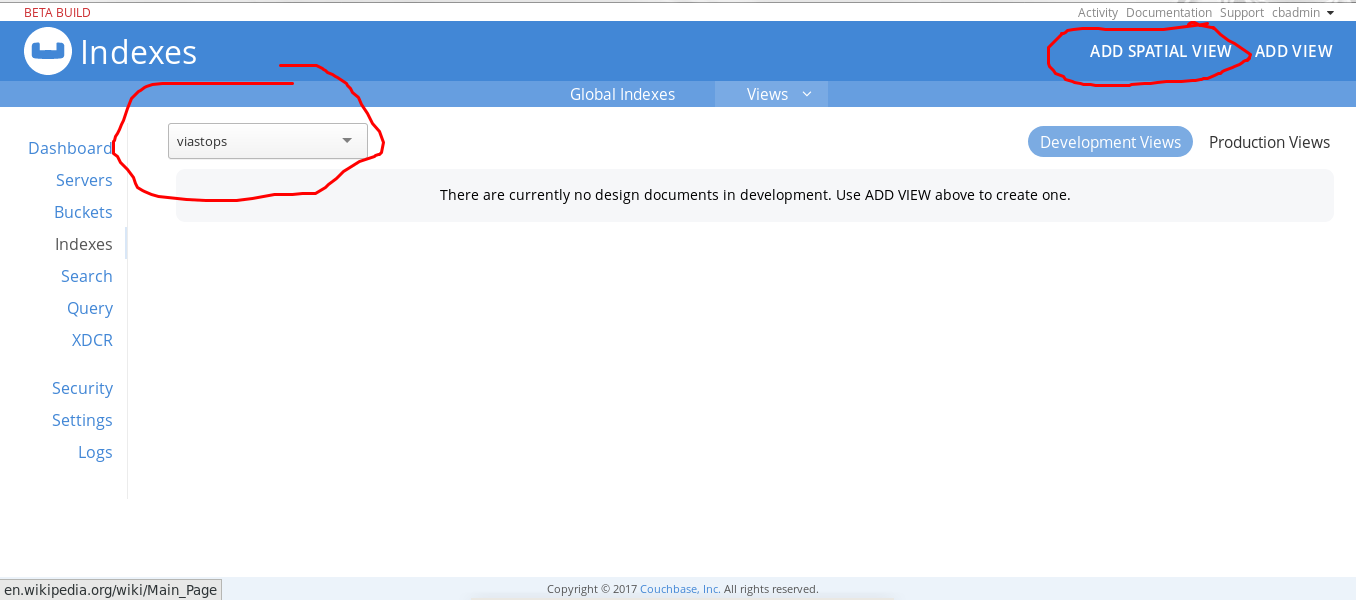 BETA BUILD
Activity Documentation Support cbadmin
Indexes
ADD SPATIAL VIEW ADD VIEW
Global Indexes Views
Dashboard
Servers
Buckets
Indexes
Search
Query
XDCR
Security
Settings
Logs
viastops
Development Views Production Views
There are currently no design documents in development. Use ADD VIEW above to create one.
Copyright © 2017 Couchbase, Inc. All rights reserved.
en.wikipedia.org/wiki/Main_Page